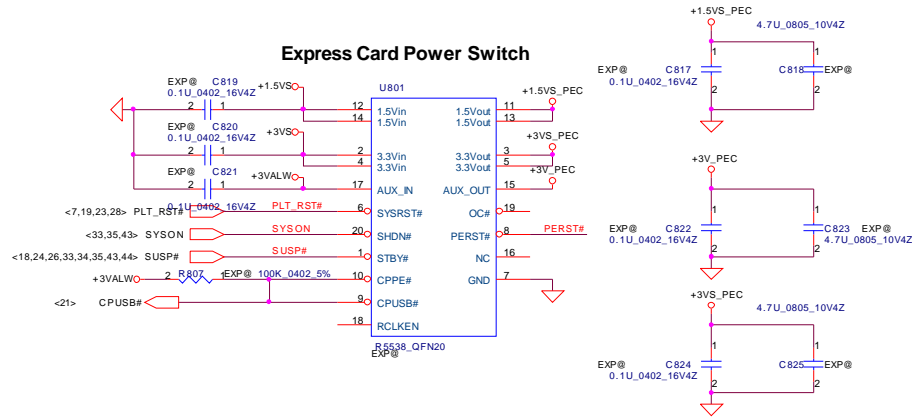 Express Card Power Switch
+1.5VS_PEC
4.7U_0805_10V4Z
1
1
EXP@
C817
C818
EXP@
0.1U_0402_16V4Z
2
2
EXP@
C819
+1.5VS
0.1U_0402_16V4Z
2
1
EXP@
C820
+3VS
0.1U_0402_16V4Z
2
1
EXP@
C821
+3VALW
0.1U_0402_16V4Z
2
1
U801
12
1.5Vin
1.5Vout
11
+1.5VS_PEC
14
1.5Vin
1.5Vout
13
2
3.3Vin
3.3Vout
3
+3VS_PEC
4
3.3Vin
3.3Vout
5
+3V_PEC
17
AUX_IN
AUX_OUT
15
<7,19,23,28> PLT_RST#
PLT_RST#
6
SYSRST#
OC#
19
<33,35,43> SYSON
SYSON
20
SHDN#
PERST#
8
PERST#
<18,24,26,33,34,35,43,44> SUSP#
SUSP#
1
STBY#
NC
16
+3VALW
2
R807
1
EXP@
100K_0402_5%
10
CPPE#
GND
7
<21>
CPUSB#
9
CPUSB#
18
RCLKEN
R5538_QFN20
EXP@
+3V_PEC
1
1
EXP@
C822
C823
EXP@
0.1U_0402_16V4Z
4.7U_0805_10V4Z
2
2
+3VS_PEC
4.7U_0805_10V4Z
1
1
EXP@
C824
C825
EXP@
0.1U_0402_16V4Z
2
2